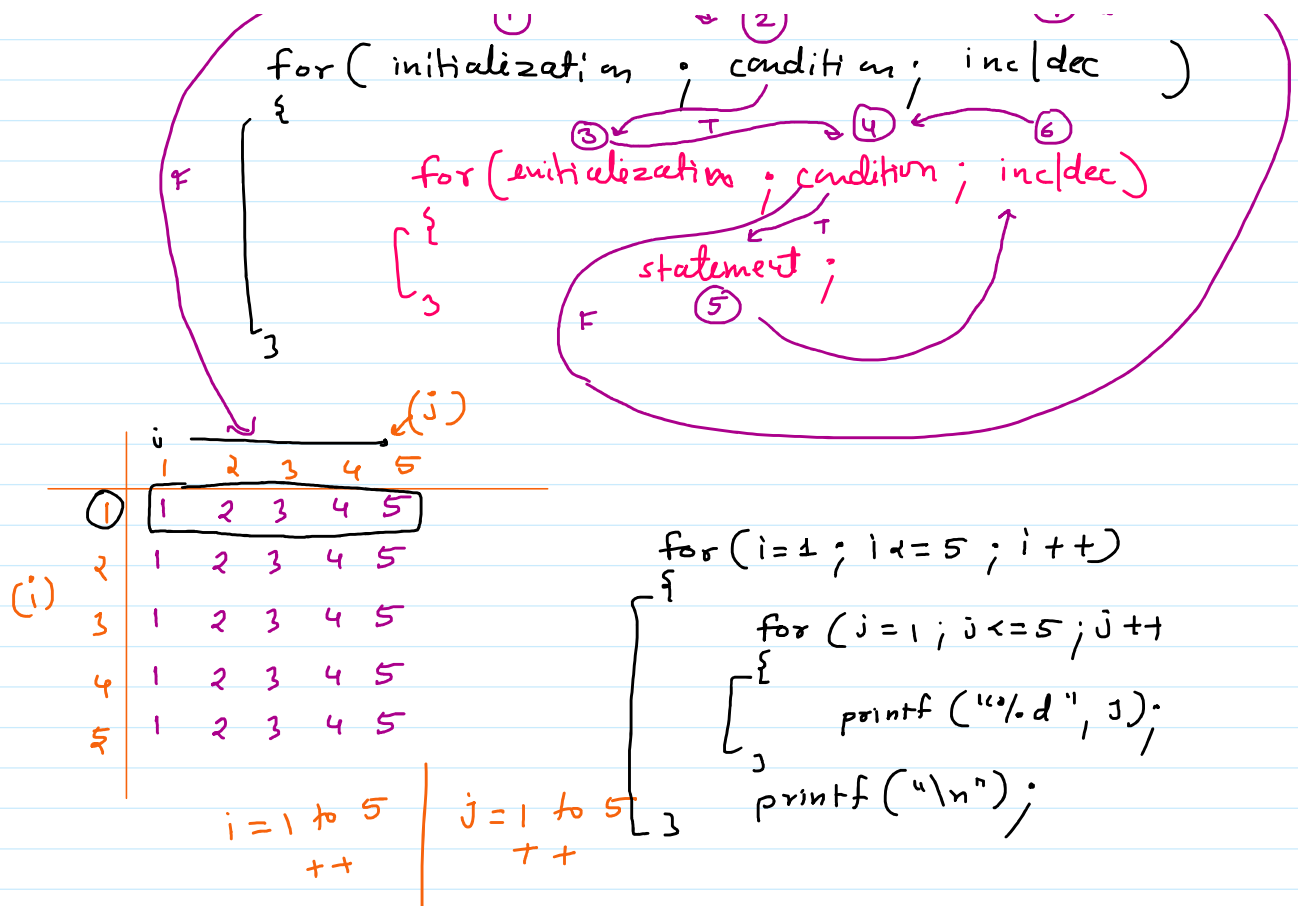 1 2
for ( initialization ; condition ; inc/dec )
{
3 T 4 6
F
for ( initialization ; condition ; inc/dec )
{
T
statement ;
}
5
F
}
(j)
j
1 2 3 4 5
1 1 2 3 4 5
for ( i = 1 ; i <= 5 ; i ++ )
2 1 2 3 4 5
{
(i)
3 1 2 3 4 5
for ( j = 1 ; j <= 5 ; j ++
{
4 1 2 3 4 5
printf ( "%d" , j ) ;
5 1 2 3 4 5
}
printf ( "\n" ) ;
i = 1 to 5
++
j = 1 to 5
++
}